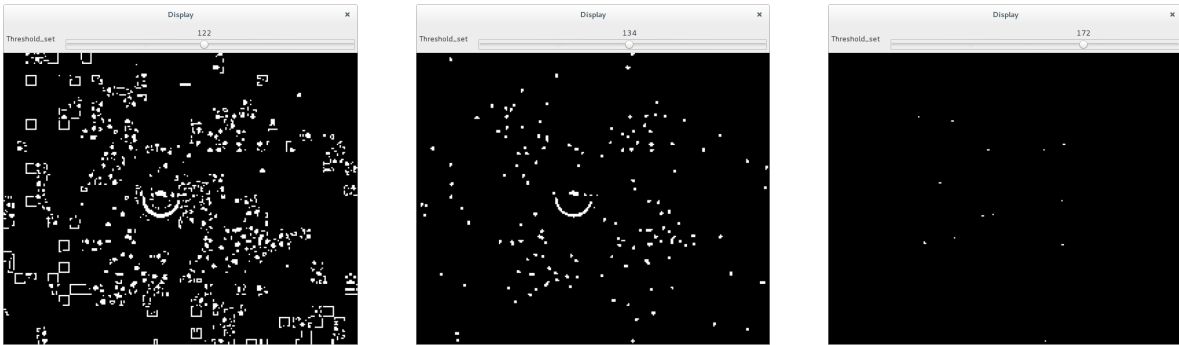 Display ×
122
Threshold_set
Display ×
134
Threshold_set
Display ×
172
Threshold_set